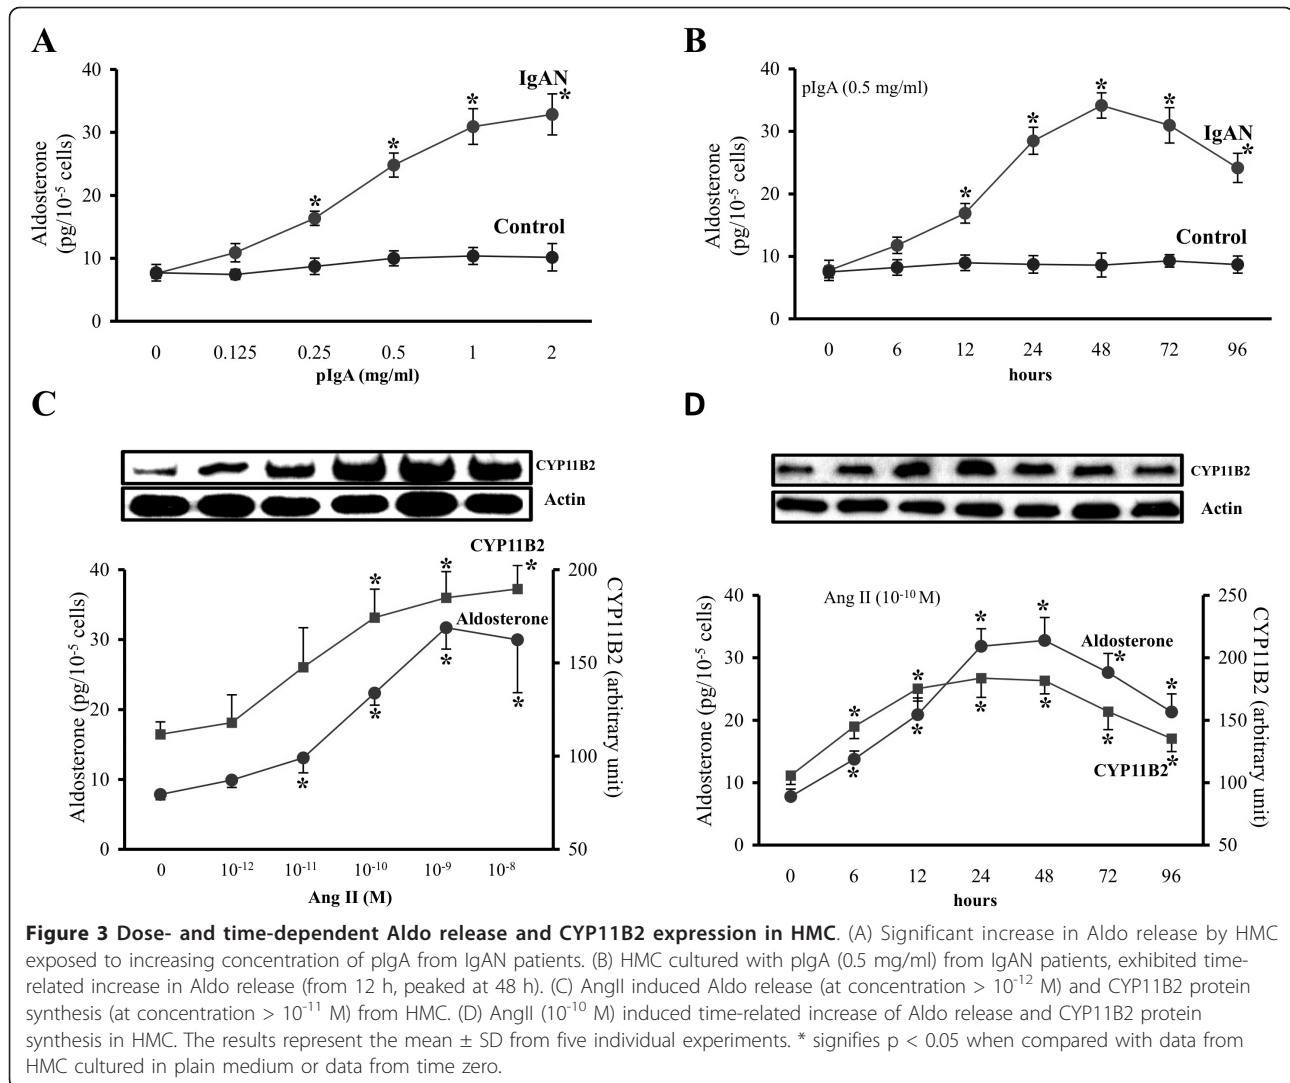 A
Aldosterone
(pg/10⁻⁵ cells)
40
30
20
10
0
IgAN
*
*
*
*
*
Control
0 0.125 0.25 0.5 1 2
pIgA (mg/ml)
B
Aldosterone
(pg/10⁻⁵ cells)
40
30
20
10
0
pIgA (0.5 mg/ml)
*
*
*
*
IgAN
*
Control
0 6 12 24 48 72 96
hours
C
CYP11B2
Actin
Aldosterone (pg/10⁻⁵ cells)
40
30
20
10
0
CYP11B2
* * *
Aldosterone
* * * *
200
150
100
50
CYP11B2 (arbitrary unit)
0 10⁻¹² 10⁻¹¹ 10⁻¹⁰ 10⁻⁹ 10⁻⁸
Ang II (M)
D
CYP11B2
Actin
Aldosterone (pg/10⁻⁵ cells)
40
30
20
10
0
Ang II (10⁻¹⁰ M)
* * * *
Aldosterone
* *
* * * * * *
CYP11B2
250
200
150
100
50
CYP11B2 (arbitrary unit)
0 6 12 24 48 72 96
hours
Figure 3 Dose- and time-dependent Aldo release and CYP11B2 expression in HMC. (A) Significant increase in Aldo release by HMC
exposed to increasing concentration of pIgA from IgAN patients. (B) HMC cultured with pIgA (0.5 mg/ml) from IgAN patients, exhibited time-
related increase in Aldo release (from 12 h, peaked at 48 h). (C) AngII induced Aldo release (at concentration > 10⁻¹² M) and CYP11B2 protein
synthesis (at concentration > 10⁻¹¹ M) from HMC. (D) AngII (10⁻¹⁰ M) induced time-related increase of Aldo release and CYP11B2 protein
synthesis in HMC. The results represent the mean ± SD from five individual experiments. * signifies p < 0.05 when compared with data from
HMC cultured in plain medium or data from time zero.